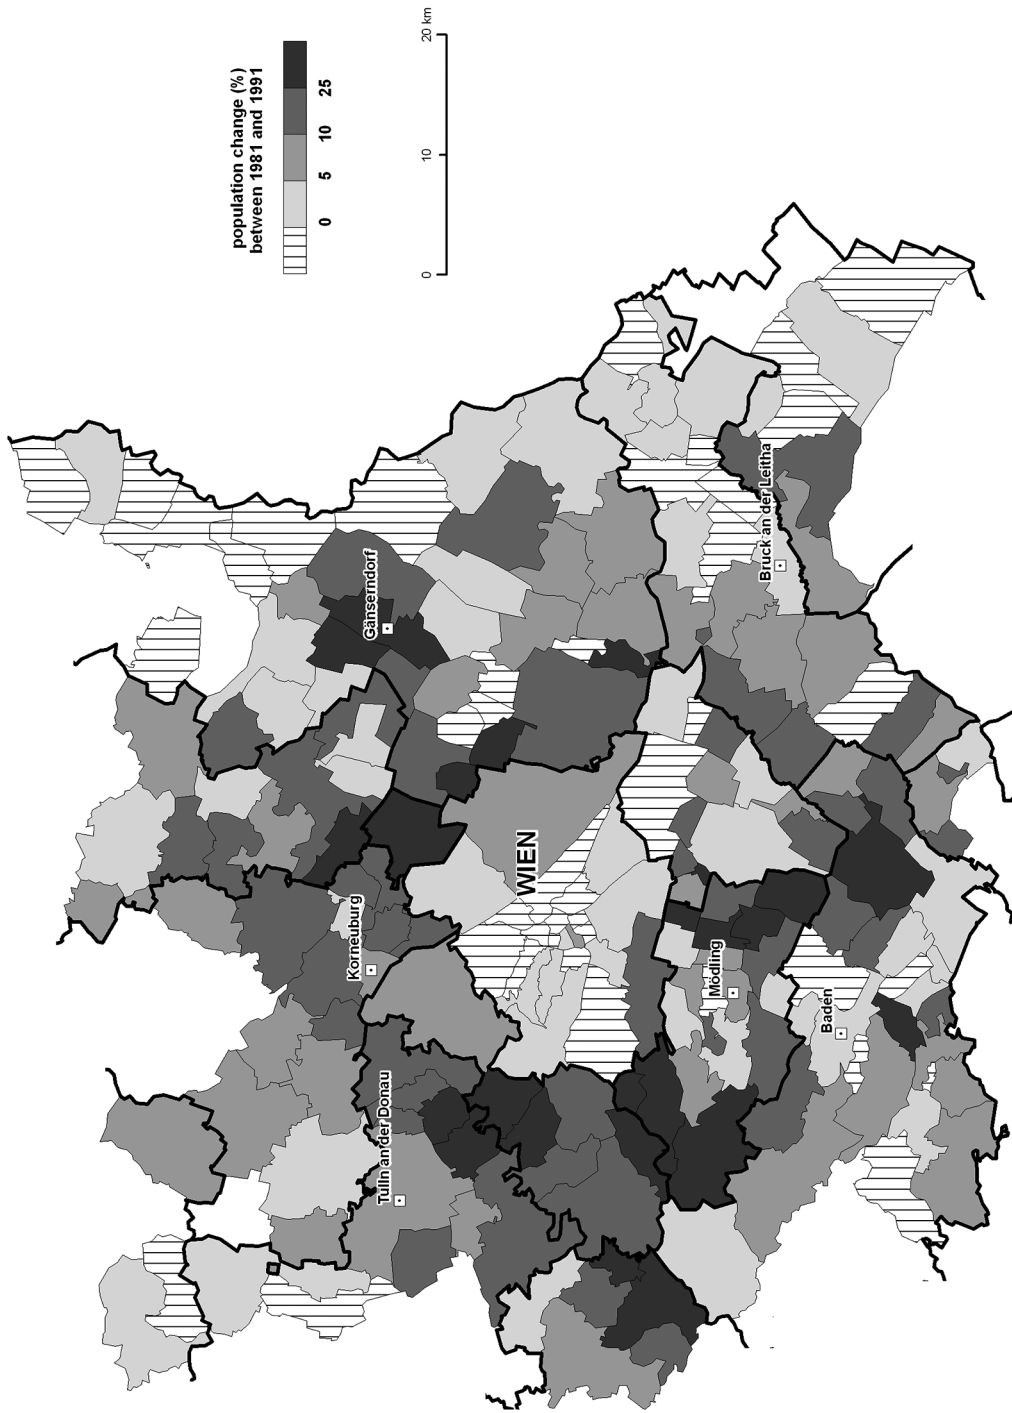 population change (%)
between 1981 and 1991
0 5 10 25
0 10 20 km
Gänserndorf
Bruck an der Leitha
WIEN
Korneuburg
Mödling
Baden
Tulln an der Donau